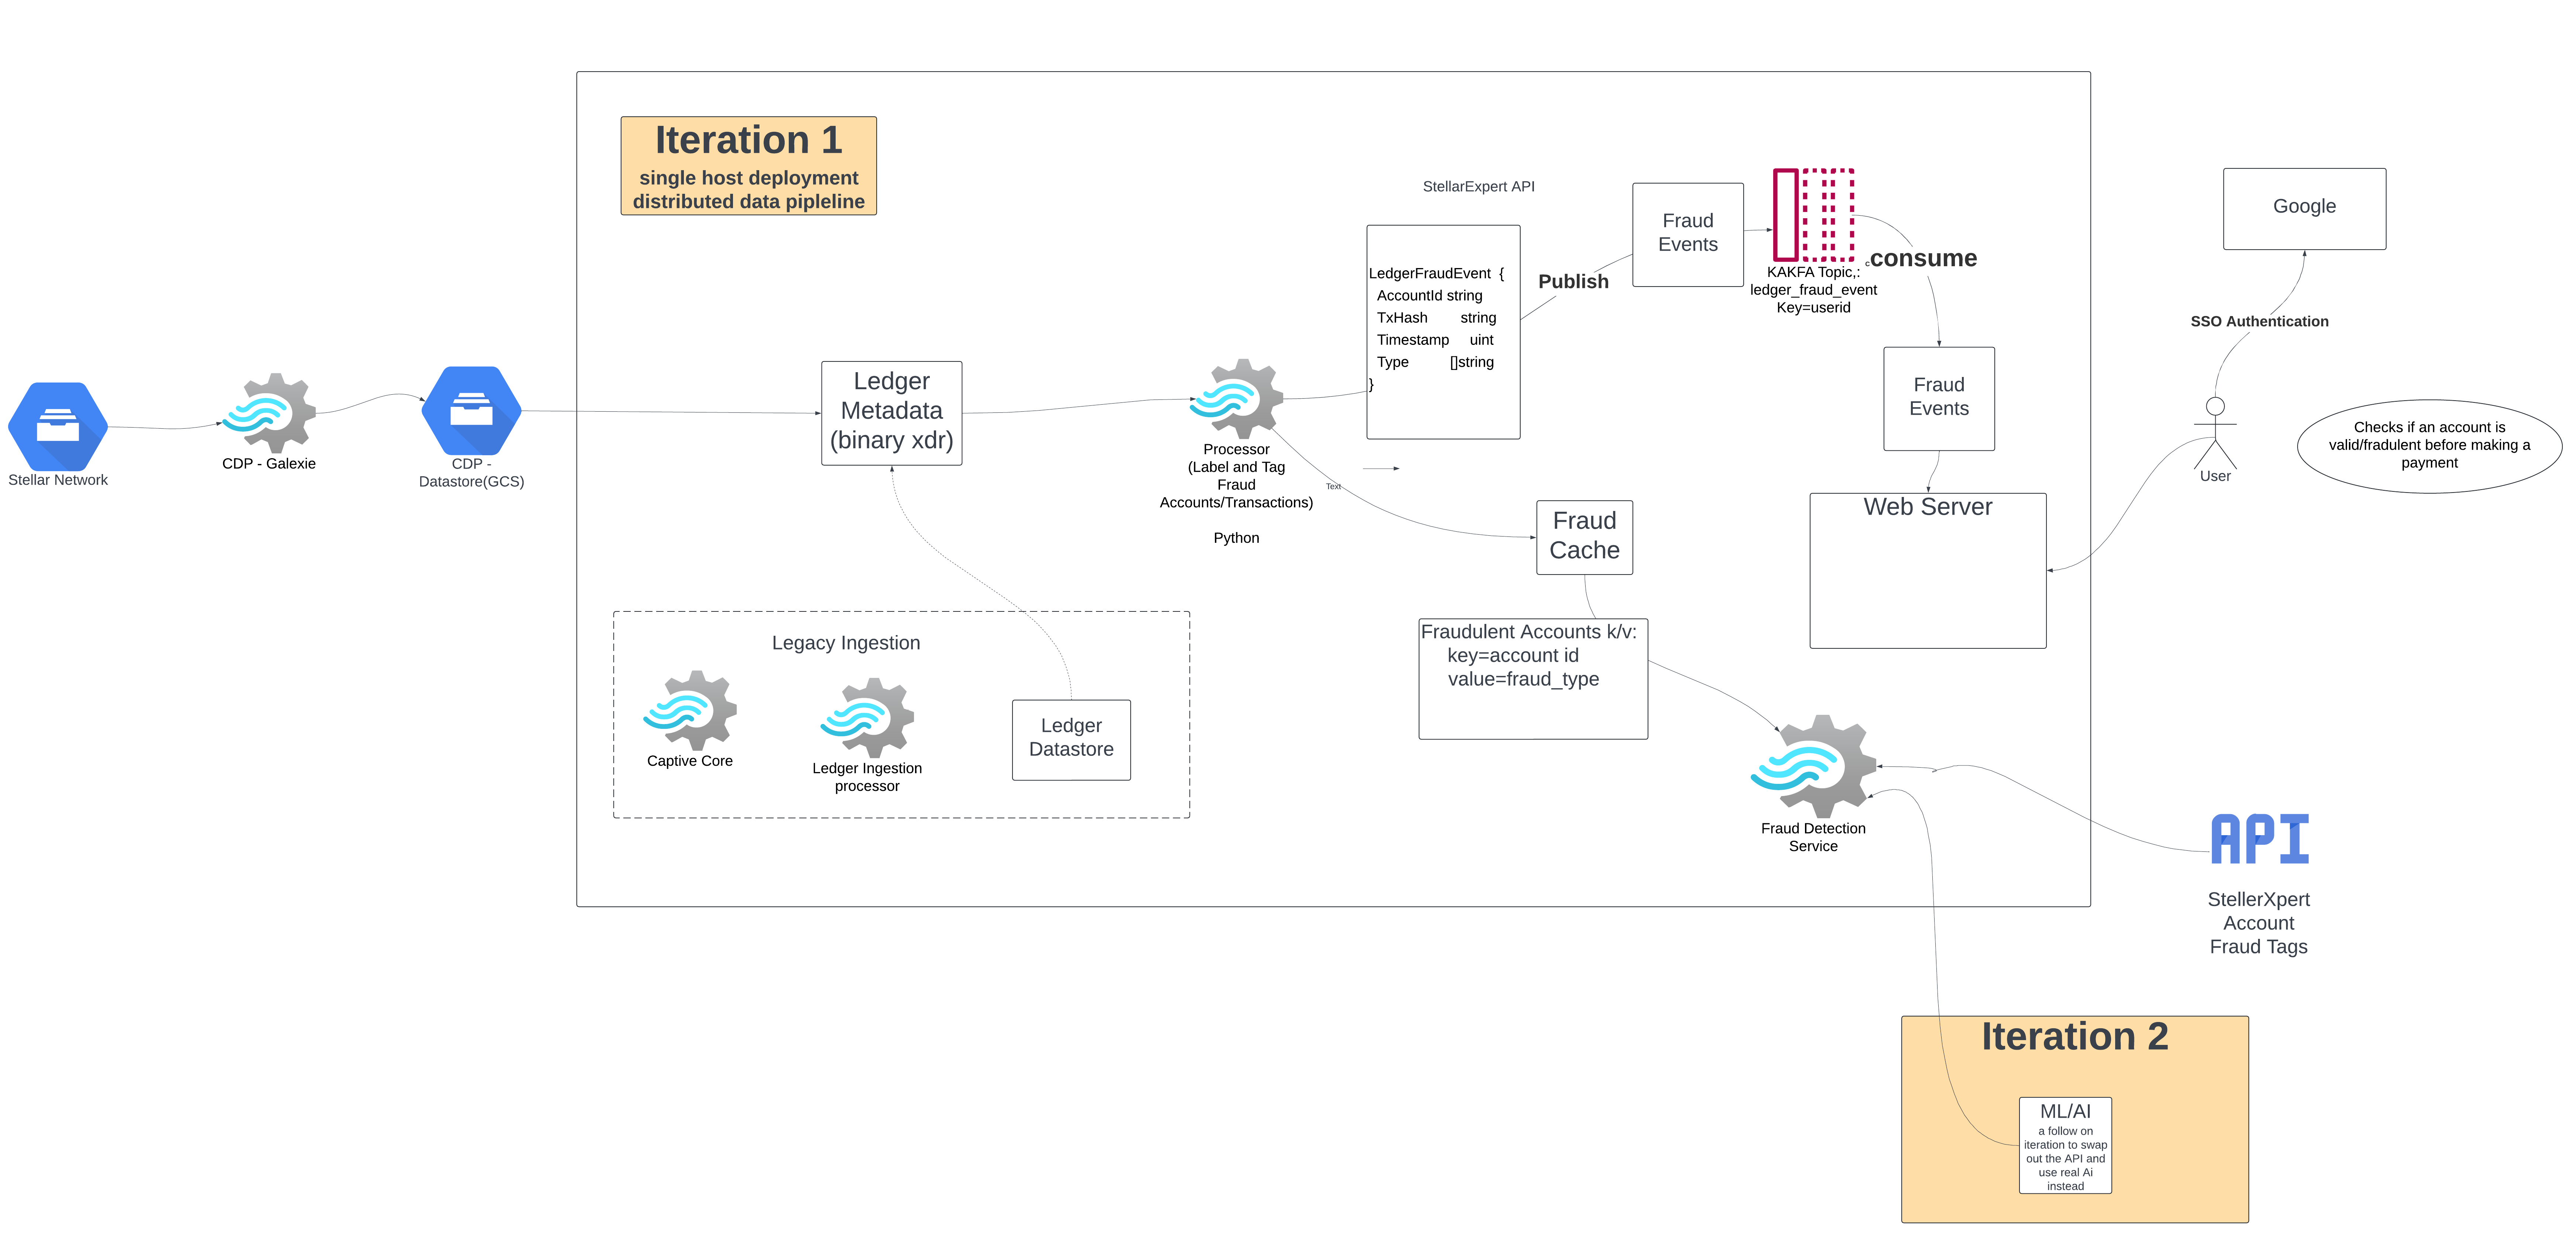 Iteration 1
single host deployment
distributed data pipleline
StellarExpert API
Fraud
Events
LedgerFraudEvent  {
AccountId string
TxHash        string
Timestamp     uint
Type          []string
}
Publish
KAKFA Topic,:
ledger_fraud_event
Key=userid
c
consume
Google
SSO Authentication
Fraud
Events
User
Checks if an account is
valid/fradulent before making a
payment
Stellar Network
CDP - Galexie
CDP -
Datastore(GCS)
Ledger
Metadata
(binary xdr)
Processor
(Label and Tag
Fraud
Accounts/Transactions)
Python
Text
Fraud
Cache
Web Server
Fraudulent Accounts k/v:
key=account id
value=fraud_type
Legacy Ingestion
Captive Core
Ledger Ingestion
processor
Ledger
Datastore
Fraud Detection
Service
API
StellerXpert
Account
Fraud Tags
Iteration 2
ML/AI
a follow on
iteration to swap
out the API and
use real Ai
instead